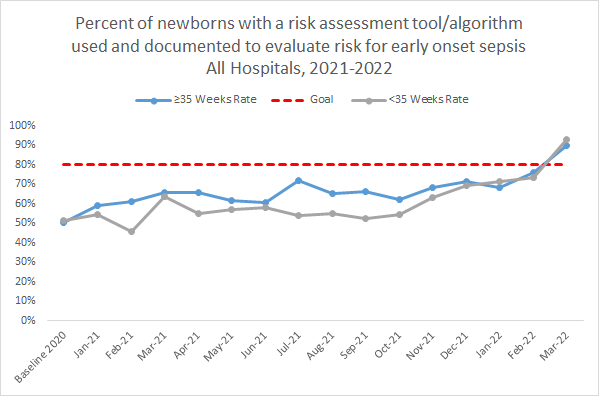 Percent of newborns with a risk assessment tool/algorithm
used and documented to evaluate risk for early onset sepsis
All Hospitals, 2021-2022
≥35 Weeks Rate Goal <35 Weeks Rate
100%
90%
80%
70%
60%
50%
40%
30%
20%
10%
0%
Baseline 2020
Jan-21
Feb-21
Mar-21
Apr-21
May-21
Jun-21
Jul-21
Aug-21
Sep-21
Oct-21
Nov-21
Dec-21
Jan-22
Feb-22
Mar-22